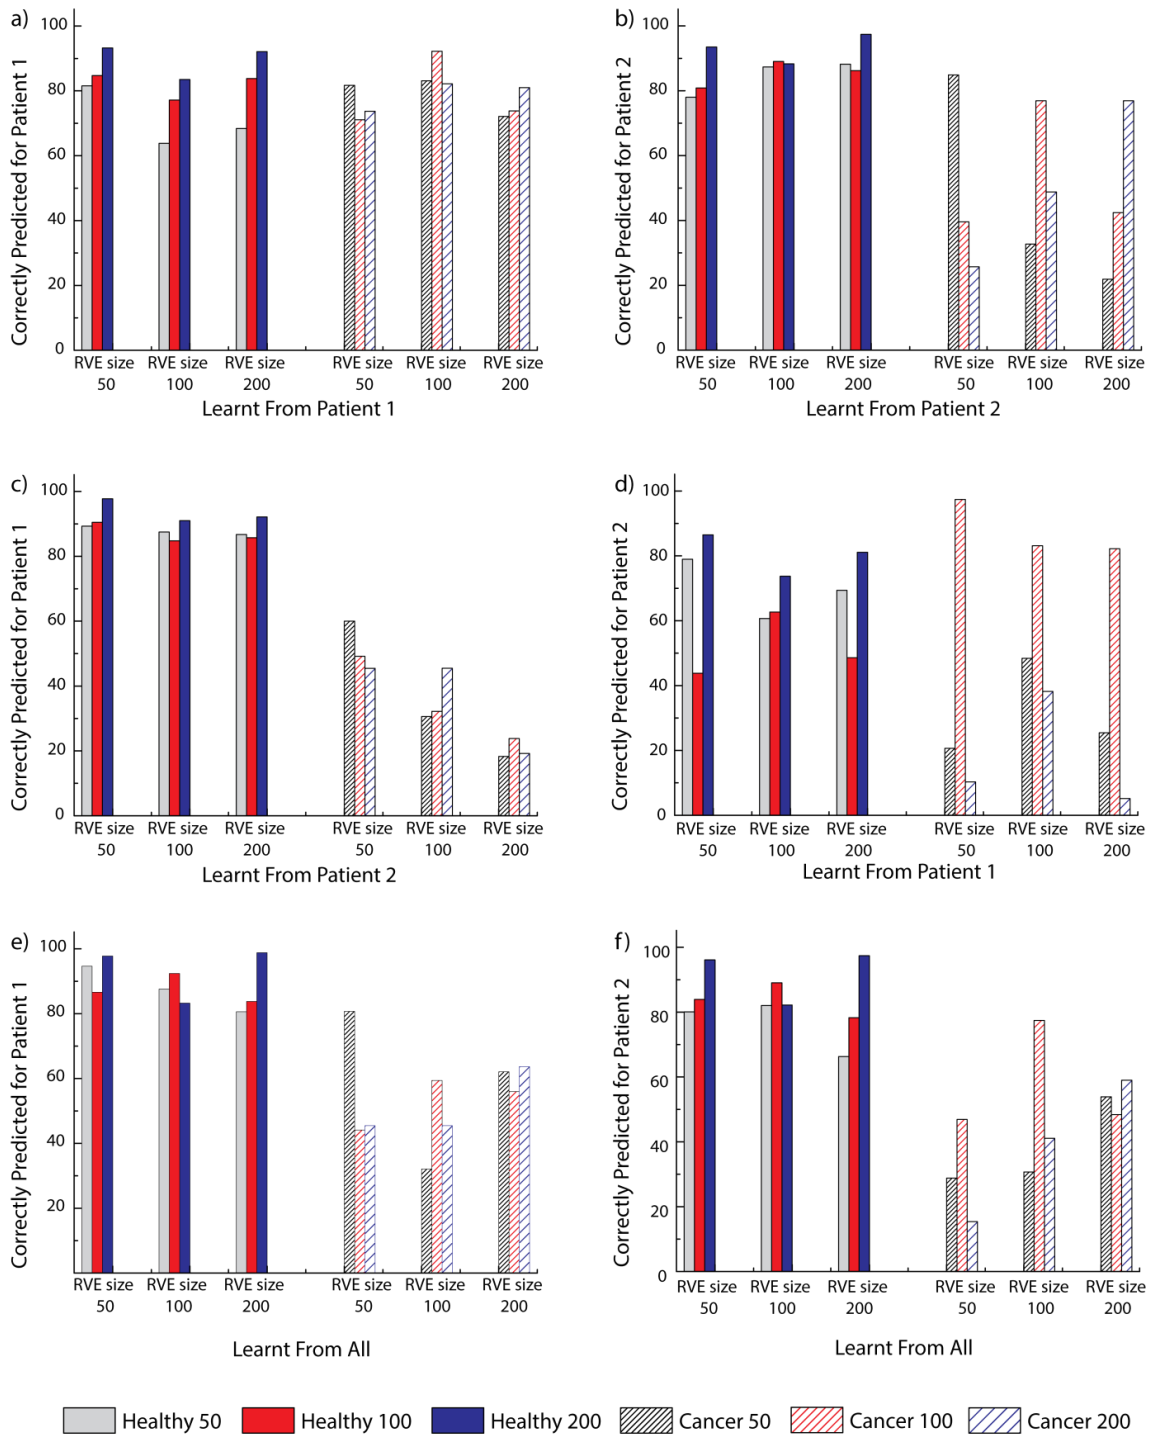 a)
Correctly Predicted for Patient 1
100
80
60
40
20
0
RVE size RVE size RVE size RVE size RVE size RVE size
50 100 200 50 100 200
Learnt From Patient 1
b)
Correctly Predicted for Patient 2
100
80
60
40
20
0
RVE size RVE size RVE size RVE size RVE size RVE size
50 100 200 50 100 200
Learnt From Patient 2
c)
Correctly Predicted for Patient 1
100
80
60
40
20
0
RVE size RVE size RVE size RVE size RVE size RVE size
50 100 200 50 100 200
Learnt From Patient 2
d)
Correctly Predicted for Patient 2
100
80
60
40
20
0
RVE size RVE size RVE size RVE size RVE size RVE size
50 100 200 50 100 200
Learnt From Patient 1
e)
Correctly Predicted for Patient 1
100
80
60
40
20
RVE size RVE size RVE size RVE size RVE size RVE size
50 100 200 50 100 200
Learnt From All
f)
Correctly Predicted for Patient 2
100
80
60
40
20
0
RVE size RVE size RVE size RVE size RVE size RVE size
50 100 200 50 100 200
Learnt From All
Healthy 50 Healthy 100 Healthy 200 Cancer 50 Cancer 100 Cancer 200